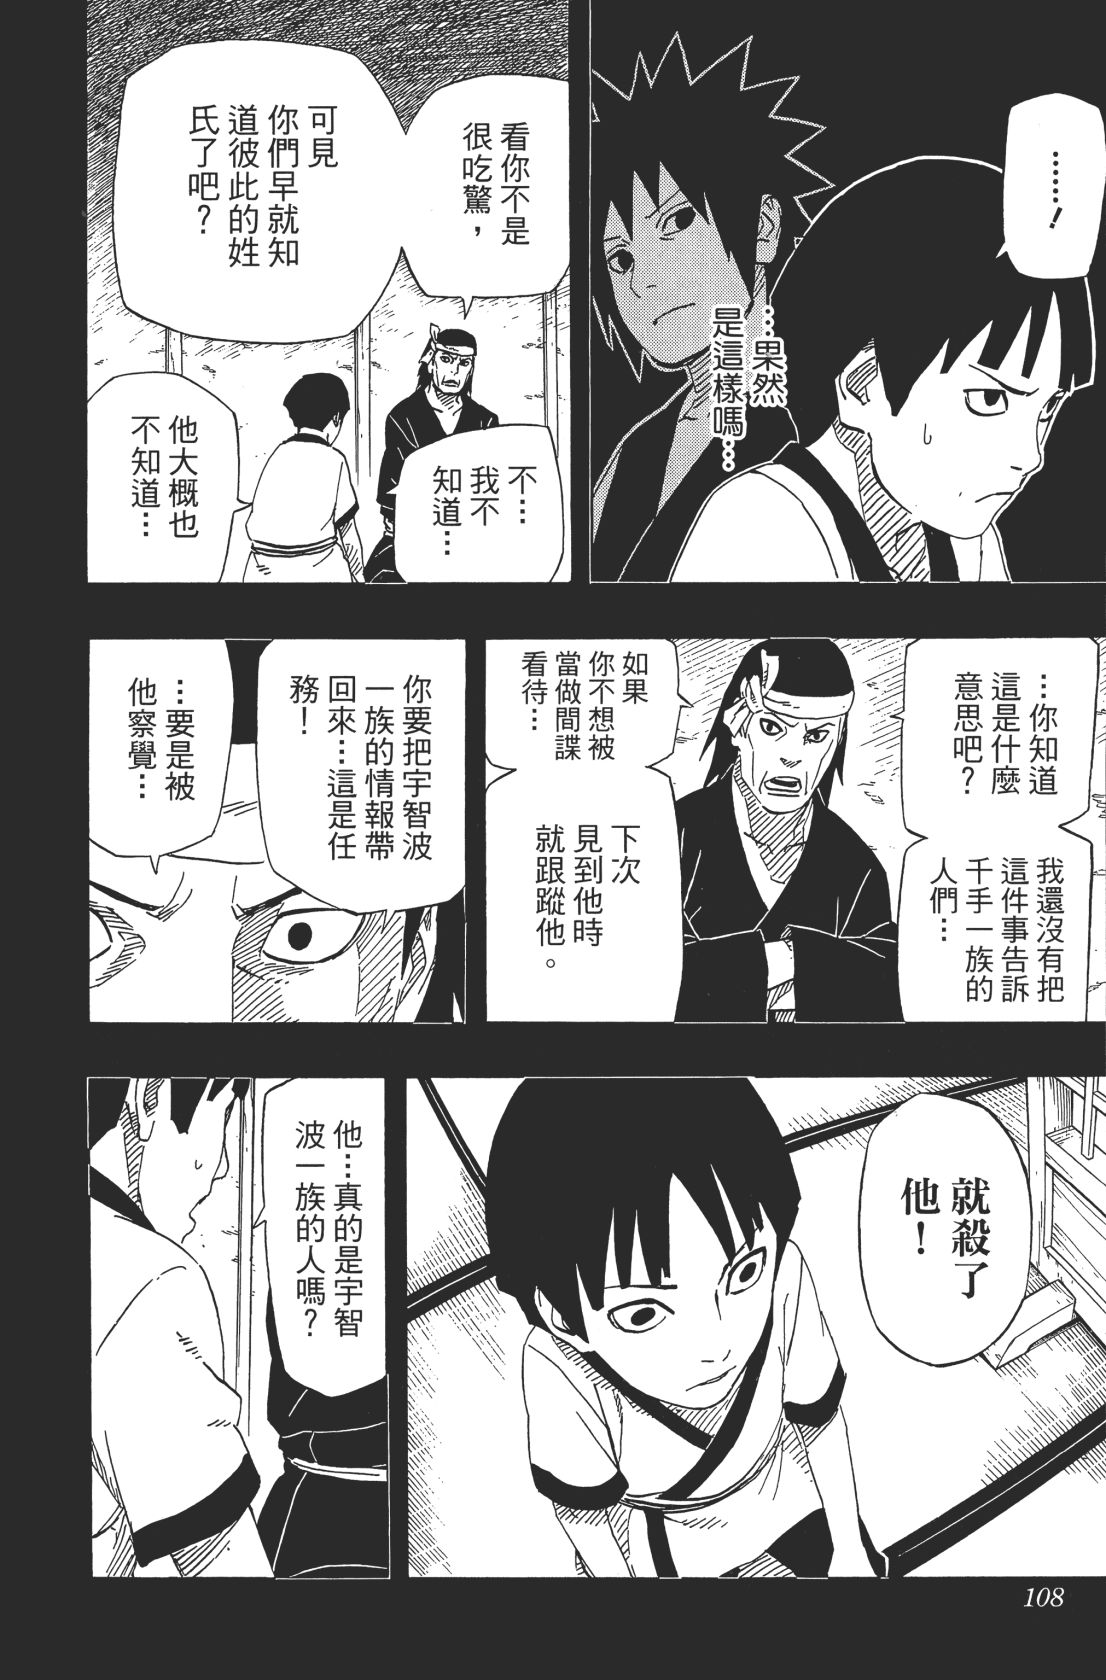 ……！
…果然
是這樣嗎…
看你不是
很吃驚，
可見
你們早就知
道彼此的姓
氏了吧？
不…
我不
知道…
他大概也
不知道…
…你知道
這是什麼
意思吧？
我還沒有把
這件事告訴
千手一族的
人們…
如果
你不想被
當做間諜
看待…
下次
見到他時
就跟蹤他。
你要把宇智波
一族的情報帶
回來…這是任
務！
…要是被
他察覺…
就殺了
他！
他…真的是宇智
波一族的人嗎？
108